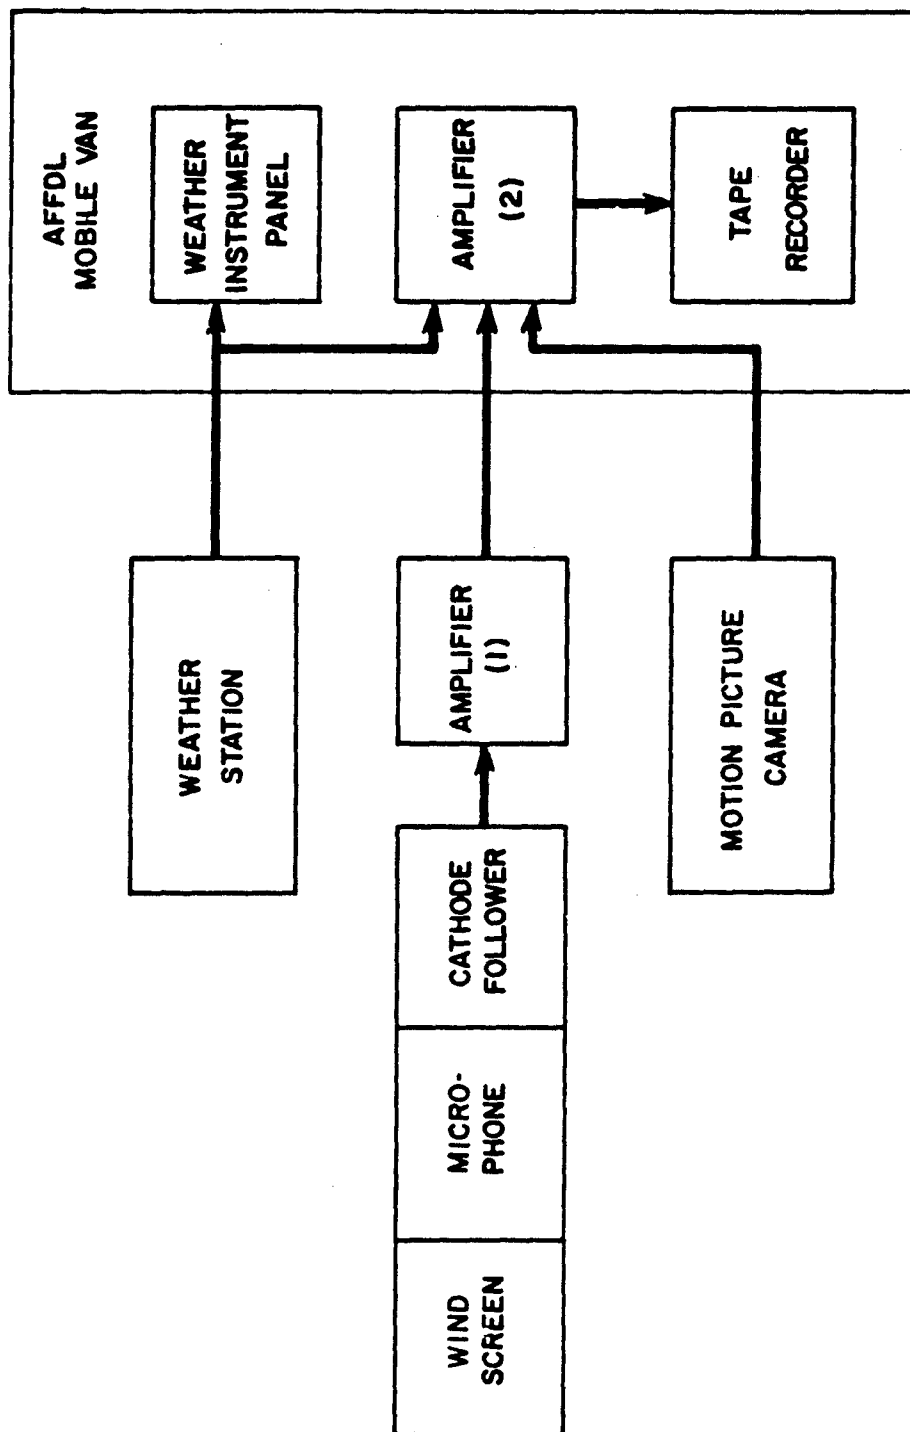 AFFDL
MOBILE VAN
WEATHER
INSTRUMENT
PANEL
AMPLIFIER
(2)
TAPE
RECORDER
WEATHER
STATION
AMPLIFIER
(1)
MOTION PICTURE
CAMERA
CATHODE
FOLLOWER
MICRO-
PHONE
WIND
SCREEN